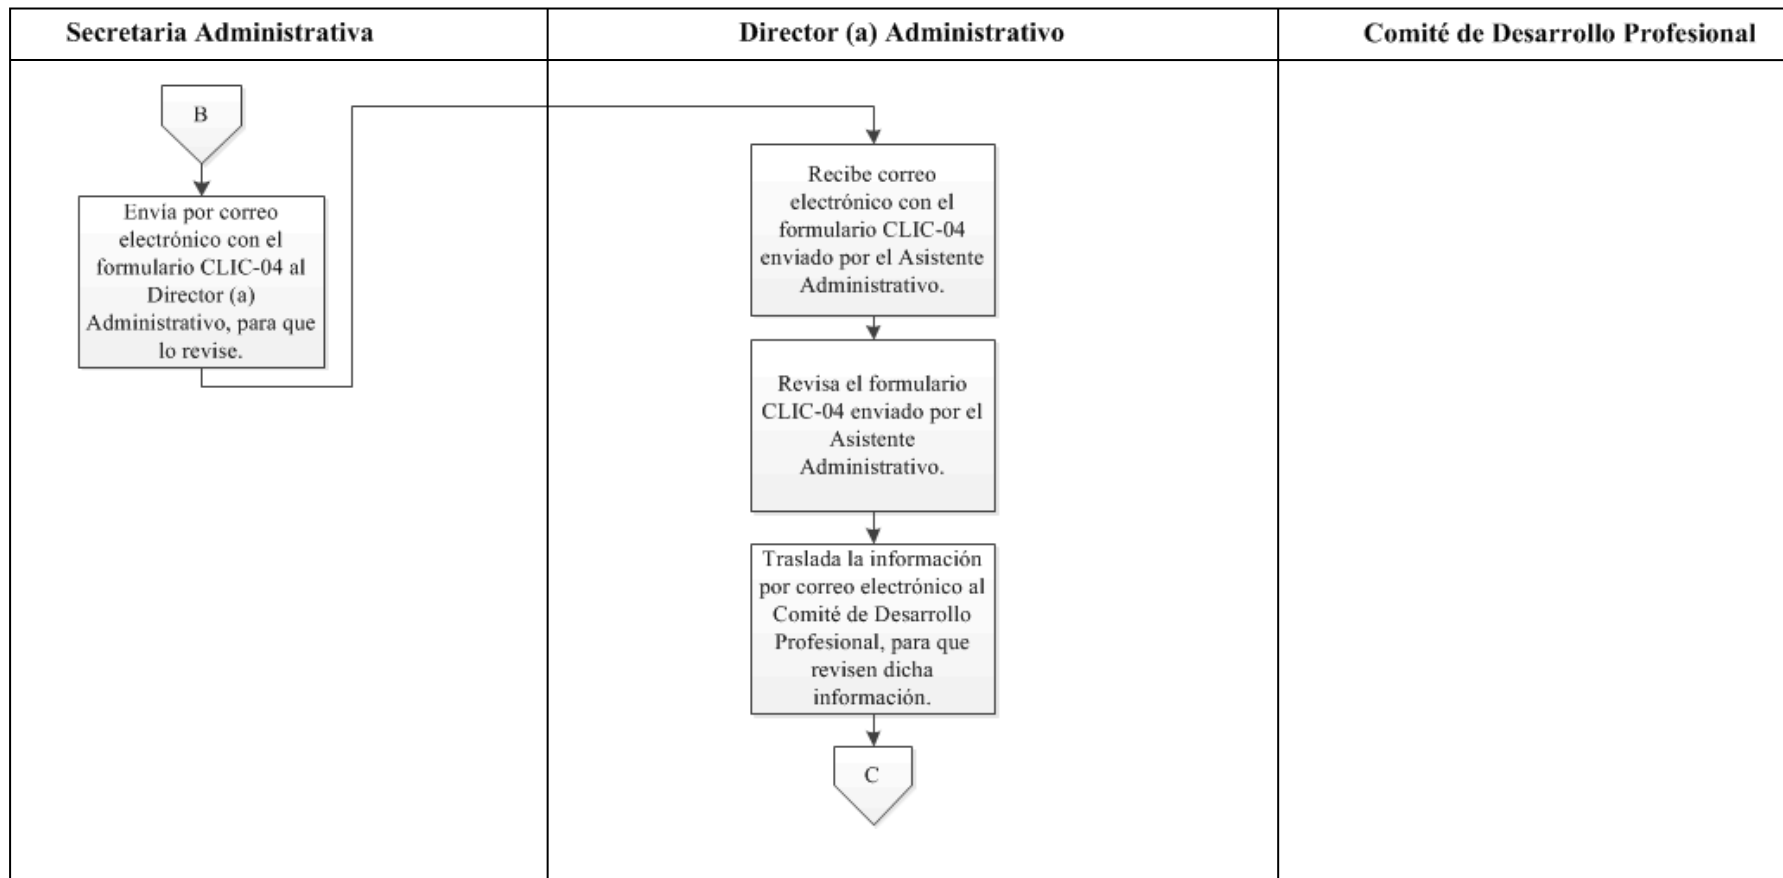 Secretaria Administrativa
Director (a) Administrativo
Comité de Desarrollo Profesional
B
Envía por correo
electrónico con el
formulario CLIC-04 al
Director (a)
Administrativo, para que
lo revise.
Recibe correo
electrónico con el
formulario CLIC-04
enviado por el Asistente
Administrativo.
Revisa el formulario
CLIC-04 enviado por el
Asistente
Administrativo.
Traslada la información
por correo electrónico al
Comité de Desarrollo
Profesional, para que
revisen dicha
información.
C